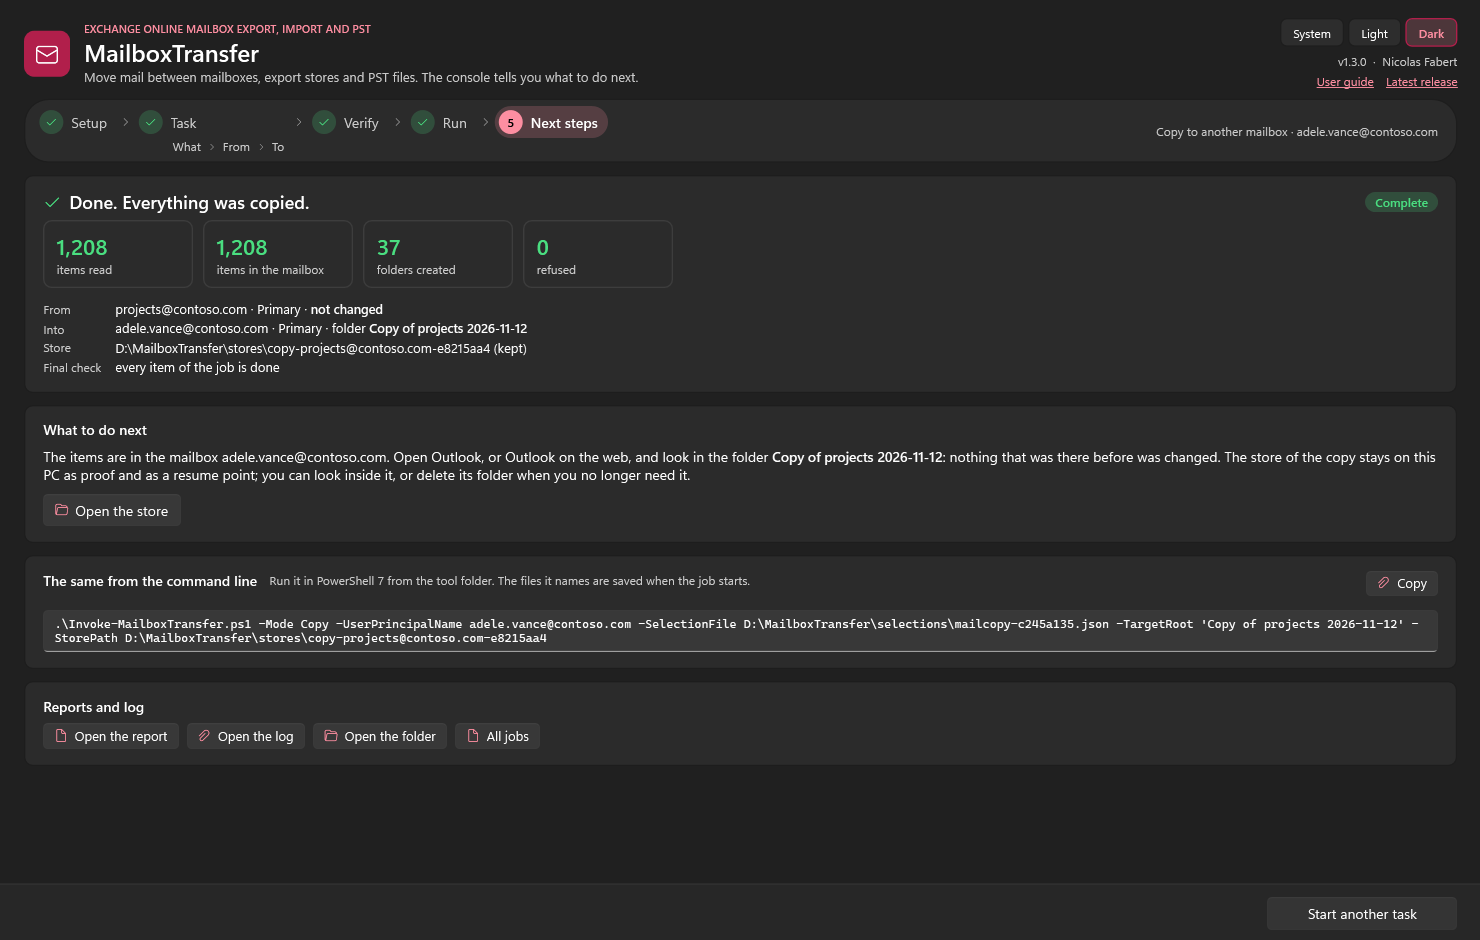 EXCHANGE ONLINE MAILBOX EXPORT, IMPORT AND PST
MailboxTransfer
Move mail between mailboxes, export stores and PST files. The console tells you what to do next.
System
Light
Dark
v1.3.0 · Nicolas Fabert
User guide
Latest release
Setup
Task
Verify
Run
5
Next steps
What
From
To
Copy to another mailbox · adele.vance@contoso.com
Done. Everything was copied.
Complete
1,208
items read
1,208
items in the mailbox
37
folders created
0
refused
From projects@contoso.com · Primary · not changed
Into adele.vance@contoso.com · Primary · folder Copy of projects 2026-11-12
Store D:\MailboxTransfer\stores\copy-projects@contoso.com-e8215aa4 (kept)
Final check every item of the job is done
What to do next
The items are in the mailbox adele.vance@contoso.com. Open Outlook, or Outlook on the web, and look in the folder Copy of projects 2026-11-12: nothing that was there before was changed. The store of the copy stays on this
PC as proof and as a resume point; you can look inside it, or delete its folder when you no longer need it.
Open the store
The same from the command line Run it in PowerShell 7 from the tool folder. The files it names are saved when the job starts.
Copy
.\Invoke-MailboxTransfer.ps1 -Mode Copy -UserPrincipalName adele.vance@contoso.com -SelectionFile D:\MailboxTransfer\selections\mailcopy-c245a135.json -TargetRoot 'Copy of projects 2026-11-12' -
StorePath D:\MailboxTransfer\stores\copy-projects@contoso.com-e8215aa4
Reports and log
Open the report
Open the log
Open the folder
All jobs
Start another task